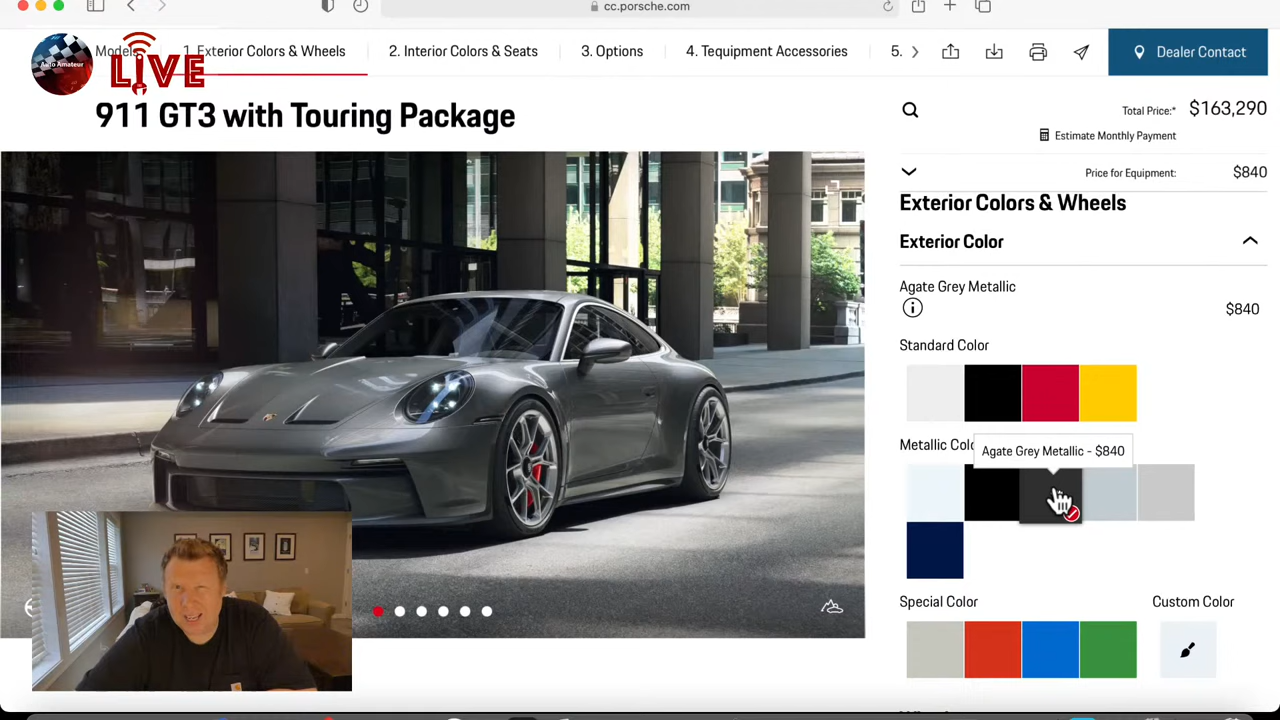 cc.porsche.com
Auto Amateur
LIVE
Models
1. Exterior Colors & Wheels
2. Interior Colors & Seats
3. Options
4. Tequipment Accessories
5.
Dealer Contact
911 GT3 with Touring Package
Total Price:* $163,290
Estimate Monthly Payment
Price for Equipment: $840
Exterior Colors & Wheels
Exterior Color
Agate Grey Metallic
$840
Standard Color
Metallic Colo
Agate Grey Metallic - $840
Special Color
Custom Color